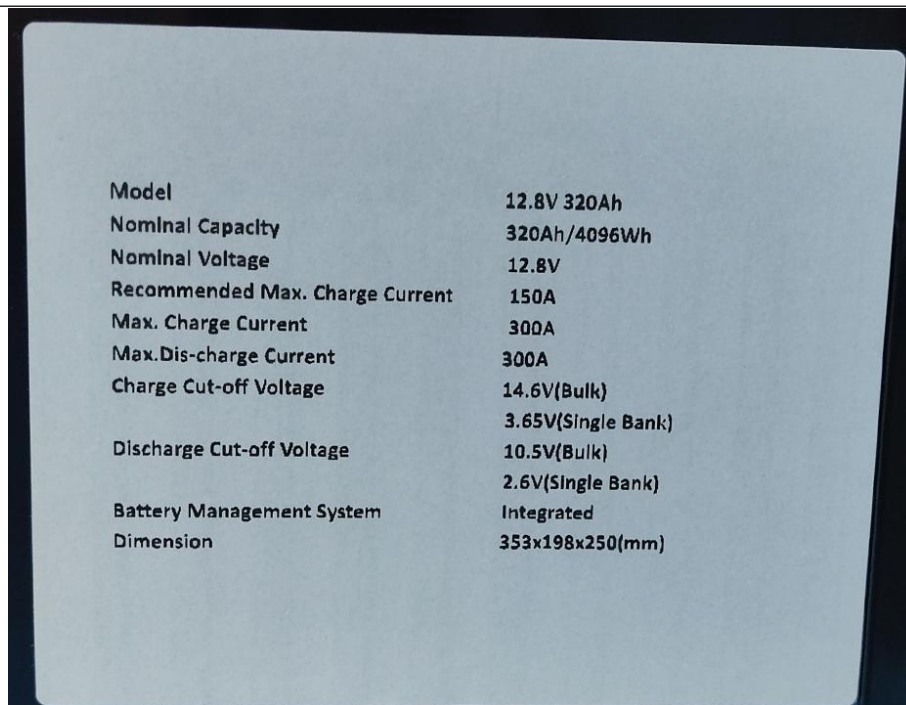 Model 12.8V 320Ah
Nominal Capacity 320Ah/4096Wh
Nominal Voltage 12.8V
Recommended Max. Charge Current 150A
Max. Charge Current 300A
Max.Dis-charge Current 300A
Charge Cut-off Voltage 14.6V(Bulk)
3.65V(Single Bank)
Discharge Cut-off Voltage 10.5V(Bulk)
2.6V(Single Bank)
Battery Management System Integrated
Dimension 353x198x250(mm)